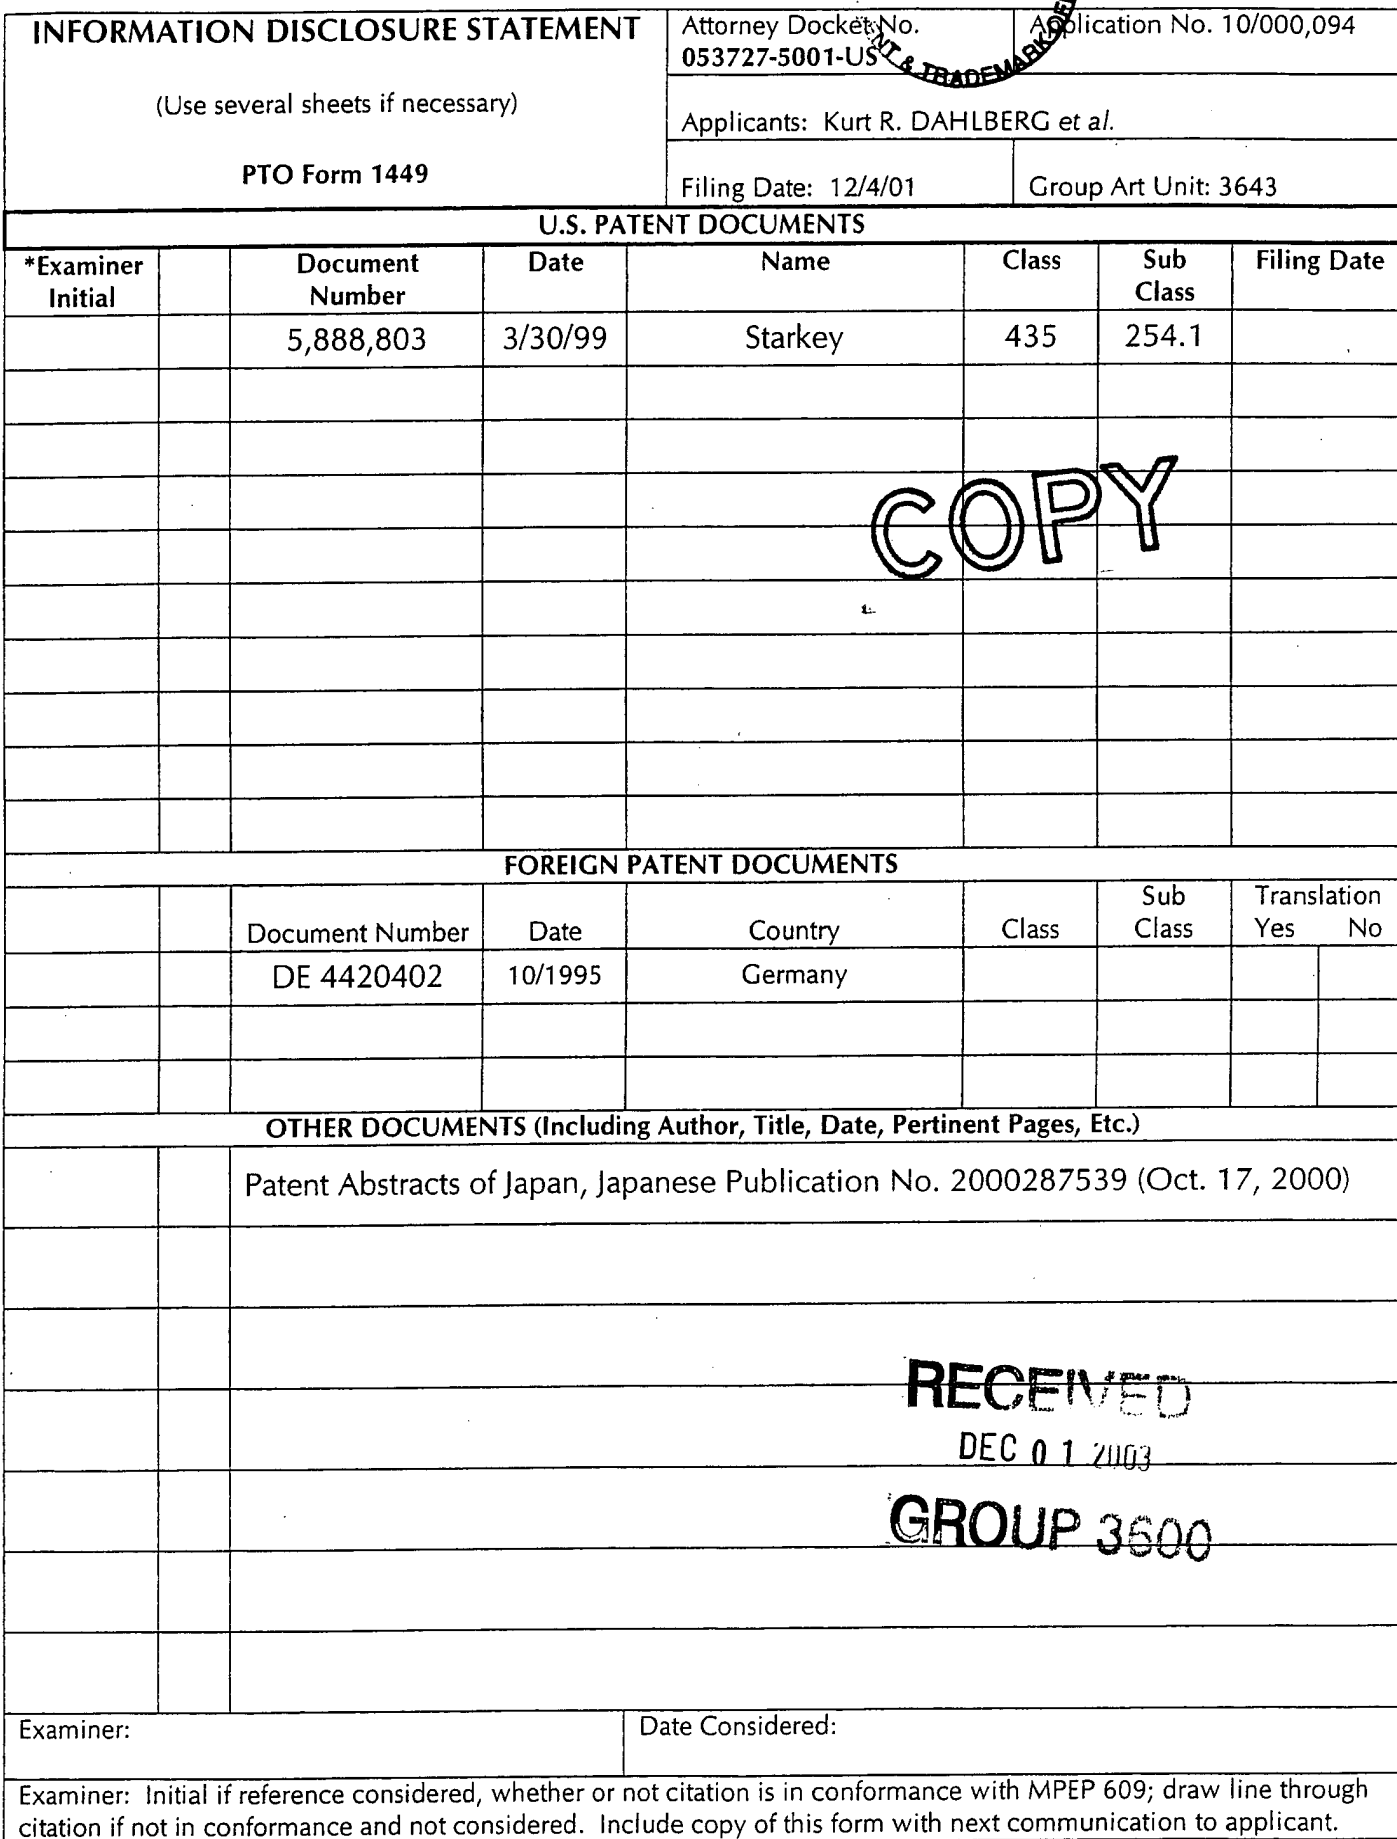 INFORMATION DISCLOSURE STATEMENT
(Use several sheets if necessary)
PTO Form 1449
Attorney Docket No.
053727-5001-US
Application No. 10/000,094
& TRADEMARK
Applicants: Kurt R. DAHLBERG et al.
Filing Date: 12/4/01
Group Art Unit: 3643
U.S. PATENT DOCUMENTS
*Examiner Initial
Document Number
Date
Name
Class
Sub Class
Filing Date
5,888,803 3/30/99 Starkey 435 254.1
COPY
FOREIGN PATENT DOCUMENTS
Document Number
Date
Country
Class
Sub Class
Translation
Yes No
DE 4420402 10/1995 Germany
OTHER DOCUMENTS (Including Author, Title, Date, Pertinent Pages, Etc.)
Patent Abstracts of Japan, Japanese Publication No. 2000287539 (Oct. 17, 2000)
RECEIVED
DEC 01 2003
GROUP 3600
Examiner:
Date Considered:
Examiner: Initial if reference considered, whether or not citation is in conformance with MPEP 609; draw line through
citation if not in conformance and not considered. Include copy of this form with next communication to applicant.